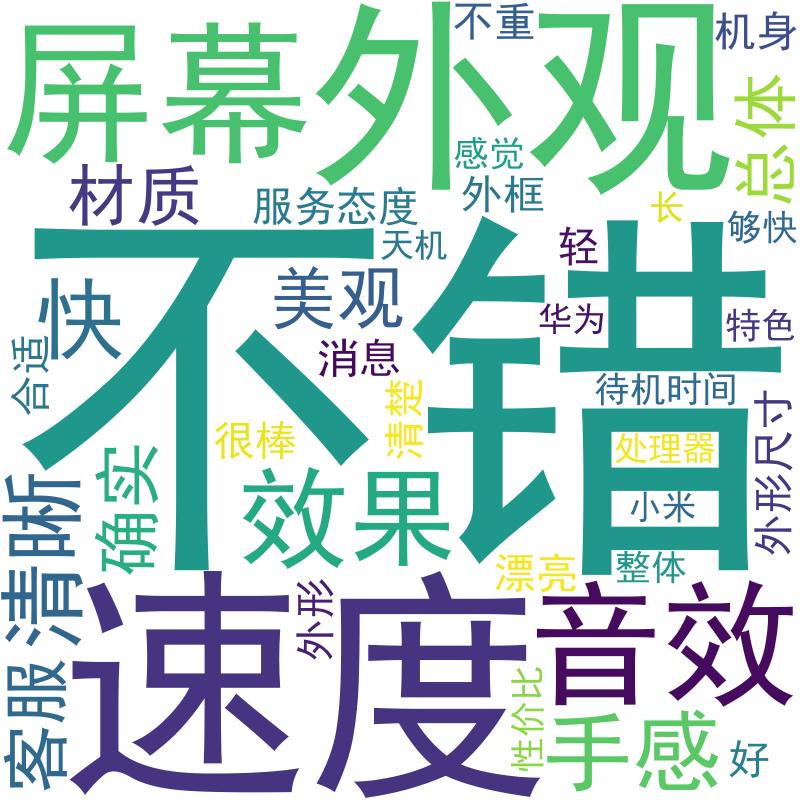 屏幕
外观
不重
机身
总体
感觉
材质
服务态度
外框
长
够快
天机
轻
不错
快
美观
华为
特色
消息
合适
待机时间
清楚
很棒
处理器
外形尺寸
确实
效果
清晰
小米
漂亮
整体
速度
外形
音效
客服
性价比
手感
好